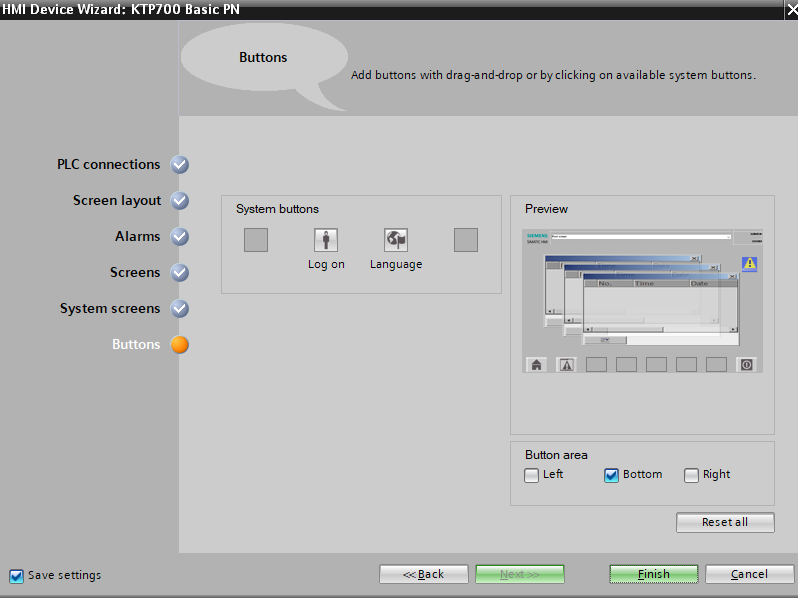 HMI Device Wizard: KTP700 Basic PN
Buttons
Add buttons with drag-and-drop or by clicking on available system buttons.
PLC connections
Screen layout
Alarms
Screens
System screens
Buttons
System buttons
Log on
Language
Preview
SIEMENS
SIMATIC HMI
No. Time Date
Button area
Left
Bottom
Right
Reset all
Save settings
<<Back
Next>>
Finish
Cancel